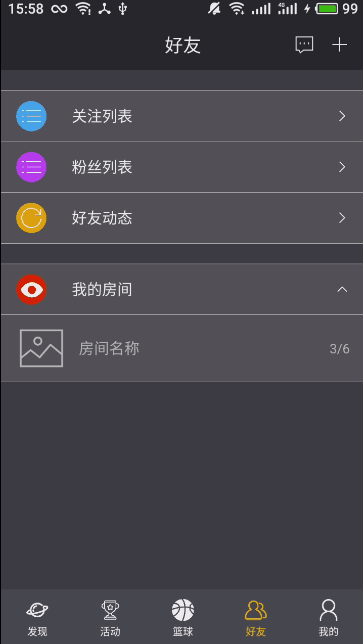 15:58 4G 99
好友
关注列表
粉丝列表
好友动态
我的房间
房间名称 3/6
发现 活动 篮球 好友 我的